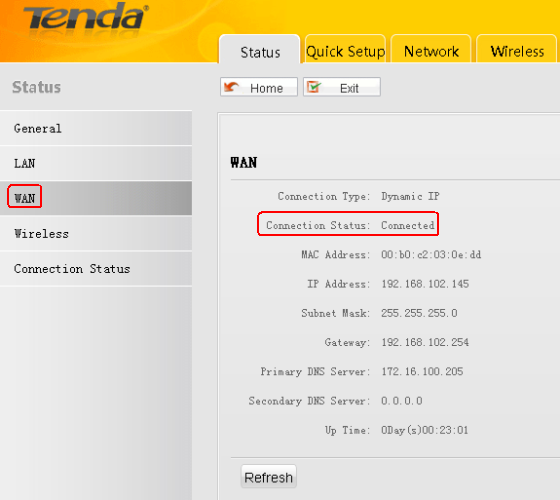 Tenda
Status
Quick Setup
Network
Wireless
Status
Home
Exit
General
LAN
WAN
Wireless
Connection Status
WAN
Connection Type: Dynamic IP
Connection Status: Connected
MAC Address: 00:b0:c2:03:0e:dd
IP Address: 192.168.102.145
Subnet Mask: 255.255.255.0
Gateway: 192.168.102.254
Primary DNS Server: 172.16.100.205
Secondary DNS Server: 0.0.0.0
Up Time: 0Day(s)00:23:01
Refresh